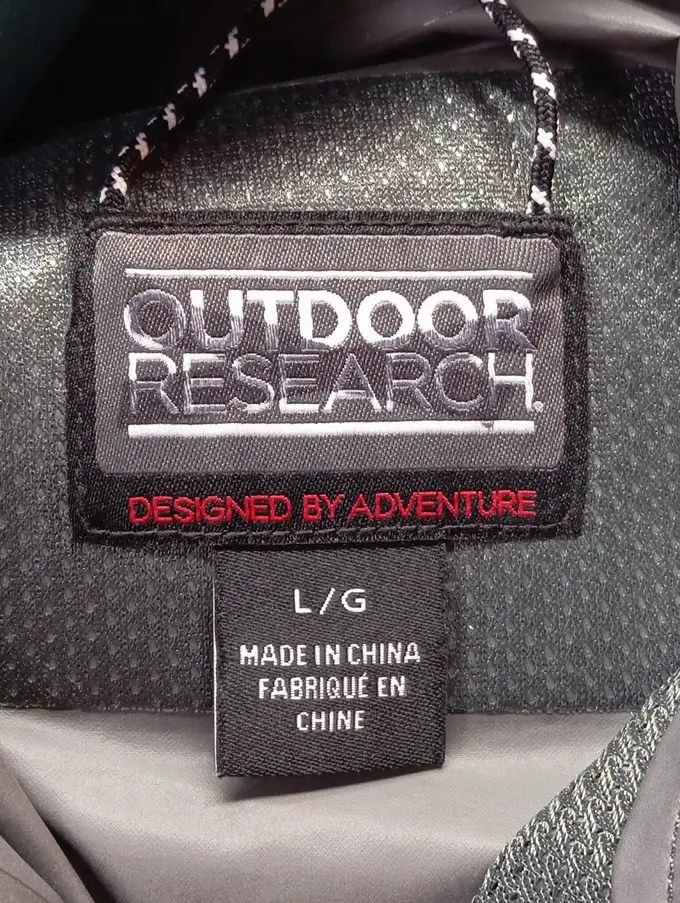 OUTDOOR
RESEARCH®
DESIGNED BY ADVENTURE
L/G
MADE IN CHINA
FABRIQUÉ EN
CHINE